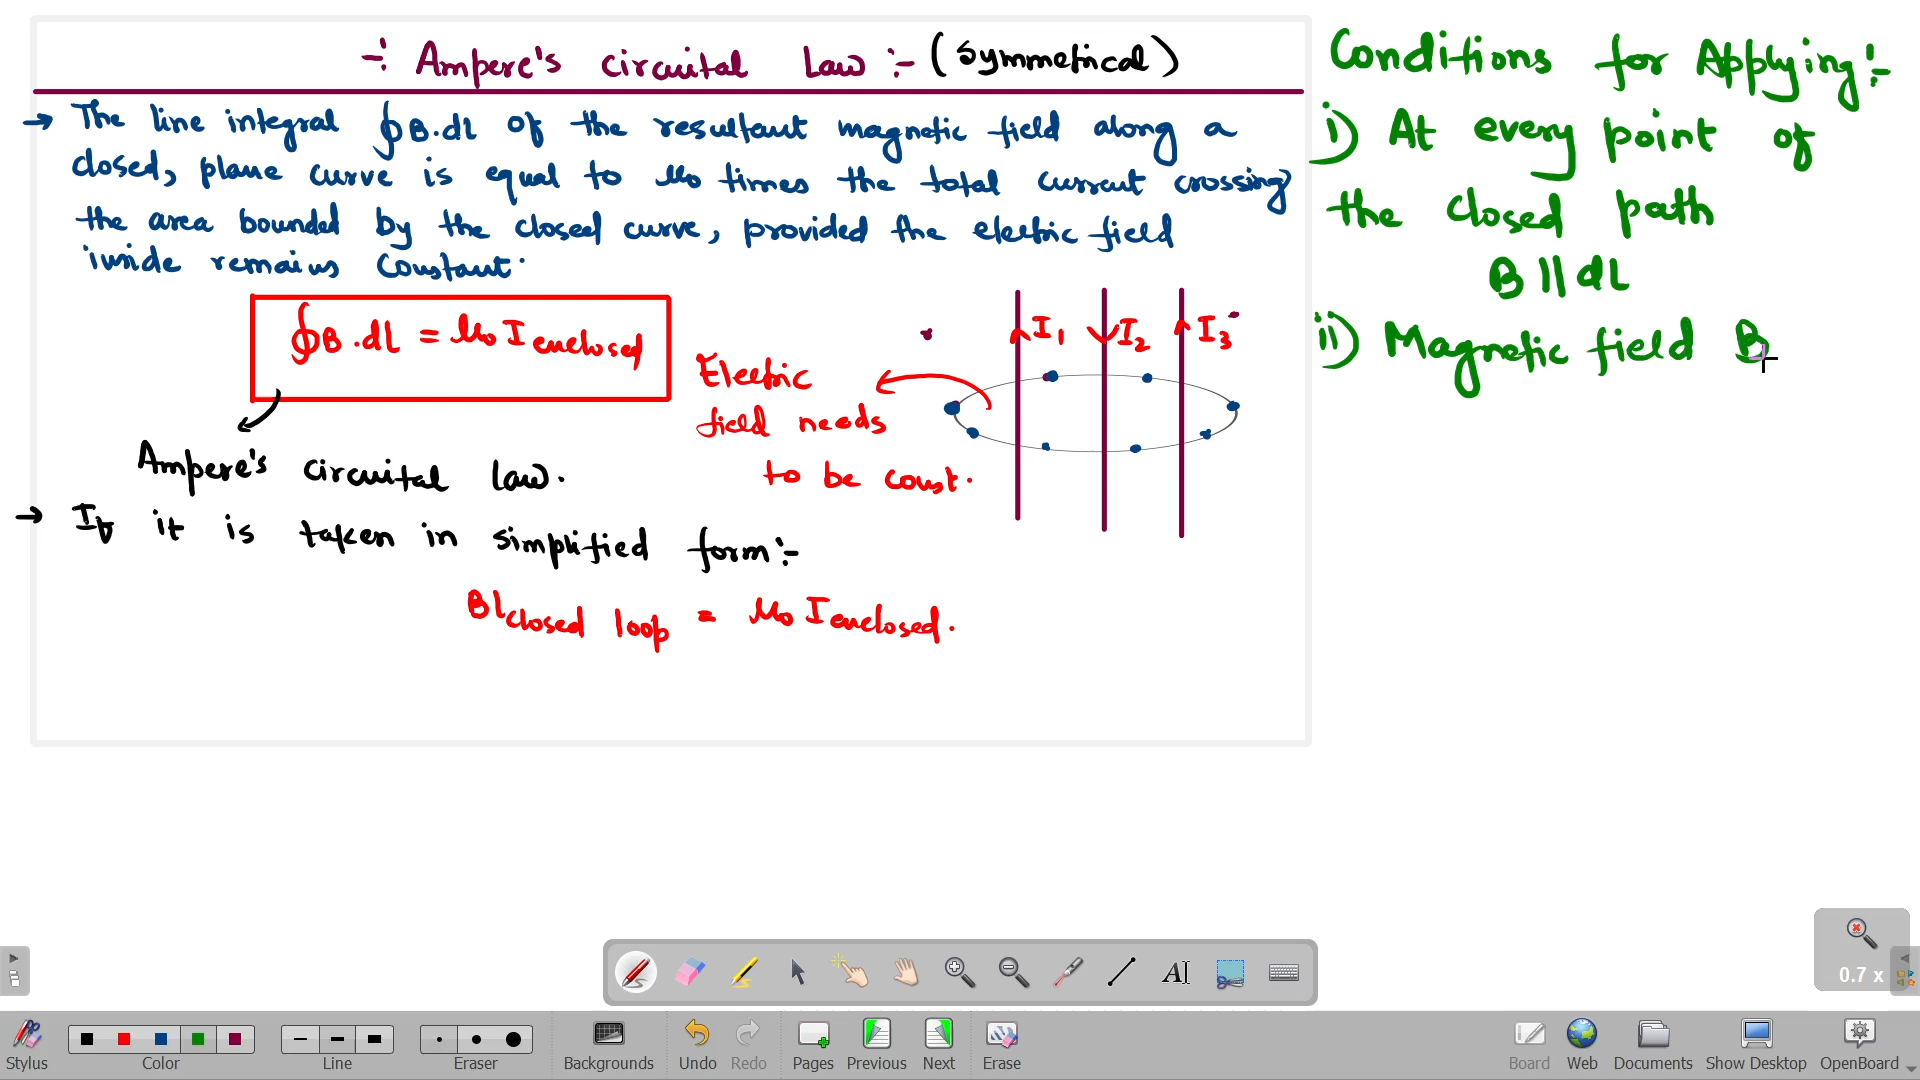 -: Ampere's circuital Law :- (Symmetrical)
→ The line integral ∮B.dl of the resultant magnetic field along a
closed, plane curve is equal to μ₀ times the total current crossing
the area bounded by the closed curve, provided the electric field
inside remains constant.
∮B.dL = μ₀ I enclosed
I₁ I₂ I₃
Electric
field needs
to be const.
Ampere's circuital law.
→ If it is taken in simplified form:-
Bl closed loop = μ₀ I enclosed.
Conditions for Applying:-
i) At every point of
the closed path
B || dL
ii) Magnetic field B
0.7 x
Stylus Color Line Eraser Backgrounds Undo Redo Pages Previous Next Erase Board Web Documents Show Desktop OpenBoard